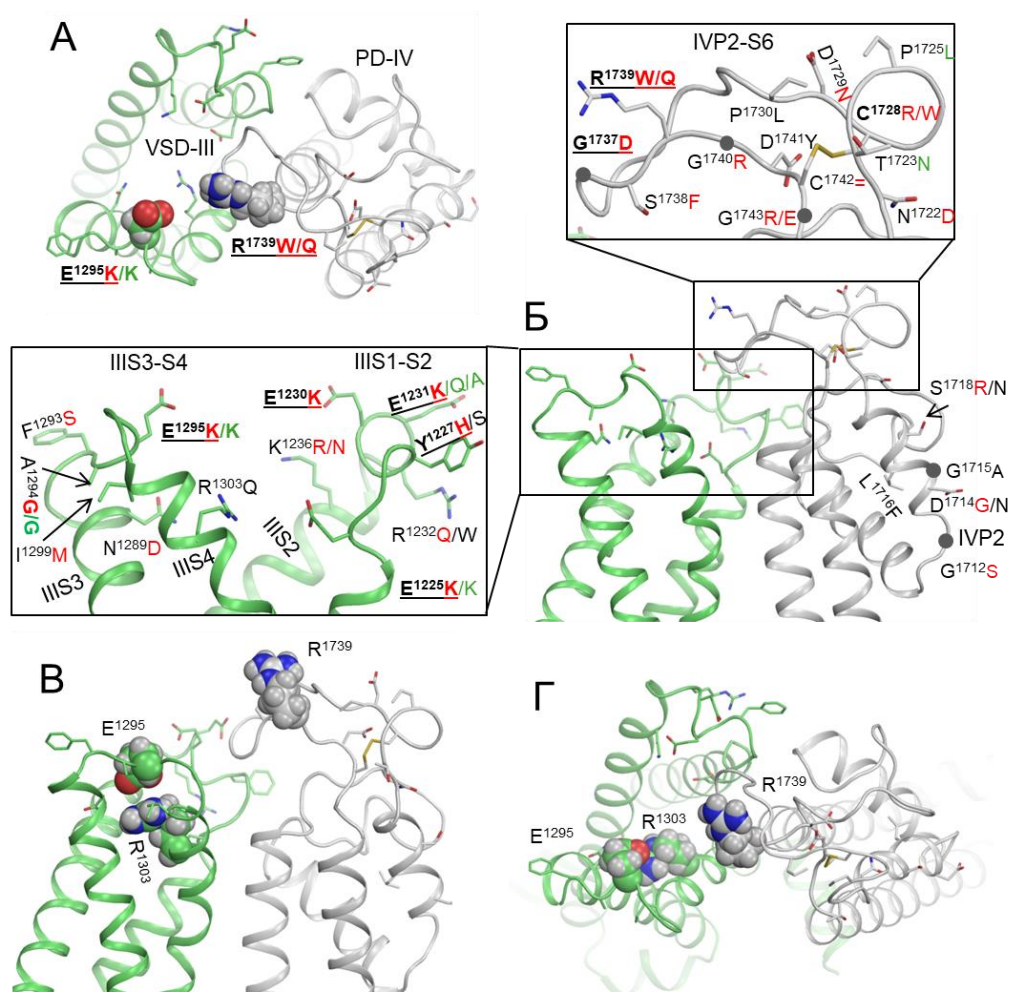 А
VSD-III
PD-IV
E¹²⁹⁵K/K
R¹⁷³⁹W/Q
IVP2-S6
R¹⁷³⁹W/Q
D¹⁷²⁹N
P¹⁷²⁵L
P¹⁷³⁰L
C¹⁷²⁸R/W
G¹⁷³⁷D
D¹⁷⁴¹Y
G¹⁷⁴⁰R
T¹⁷²³N
C¹⁷⁴²=
S¹⁷³⁸F
G¹⁷⁴³R/E
N¹⁷²²D
Б
IIIS3-S4
IIIS1-S2
E¹²³⁰K
E¹²³¹K/Q/A
F¹²⁹³S
E¹²⁹⁵K/K
Y¹²²⁷H/S
K¹²³⁶R/N
A¹²⁹⁴G/G
R¹³⁰³Q
I¹²⁹⁹M
N¹²⁸⁹D
IIIS3
IIIS4
IIIS2
R¹²³²Q/W
E¹²²⁵K/K
S¹⁷¹⁸R/N
G¹⁷¹⁵A
L¹⁷¹⁶F
D¹⁷¹⁴G/N
IVP2
G¹⁷¹²S
В
R¹⁷³⁹
E¹²⁹⁵
R¹³⁰³
Г
R¹⁷³⁹
E¹²⁹⁵
R¹³⁰³